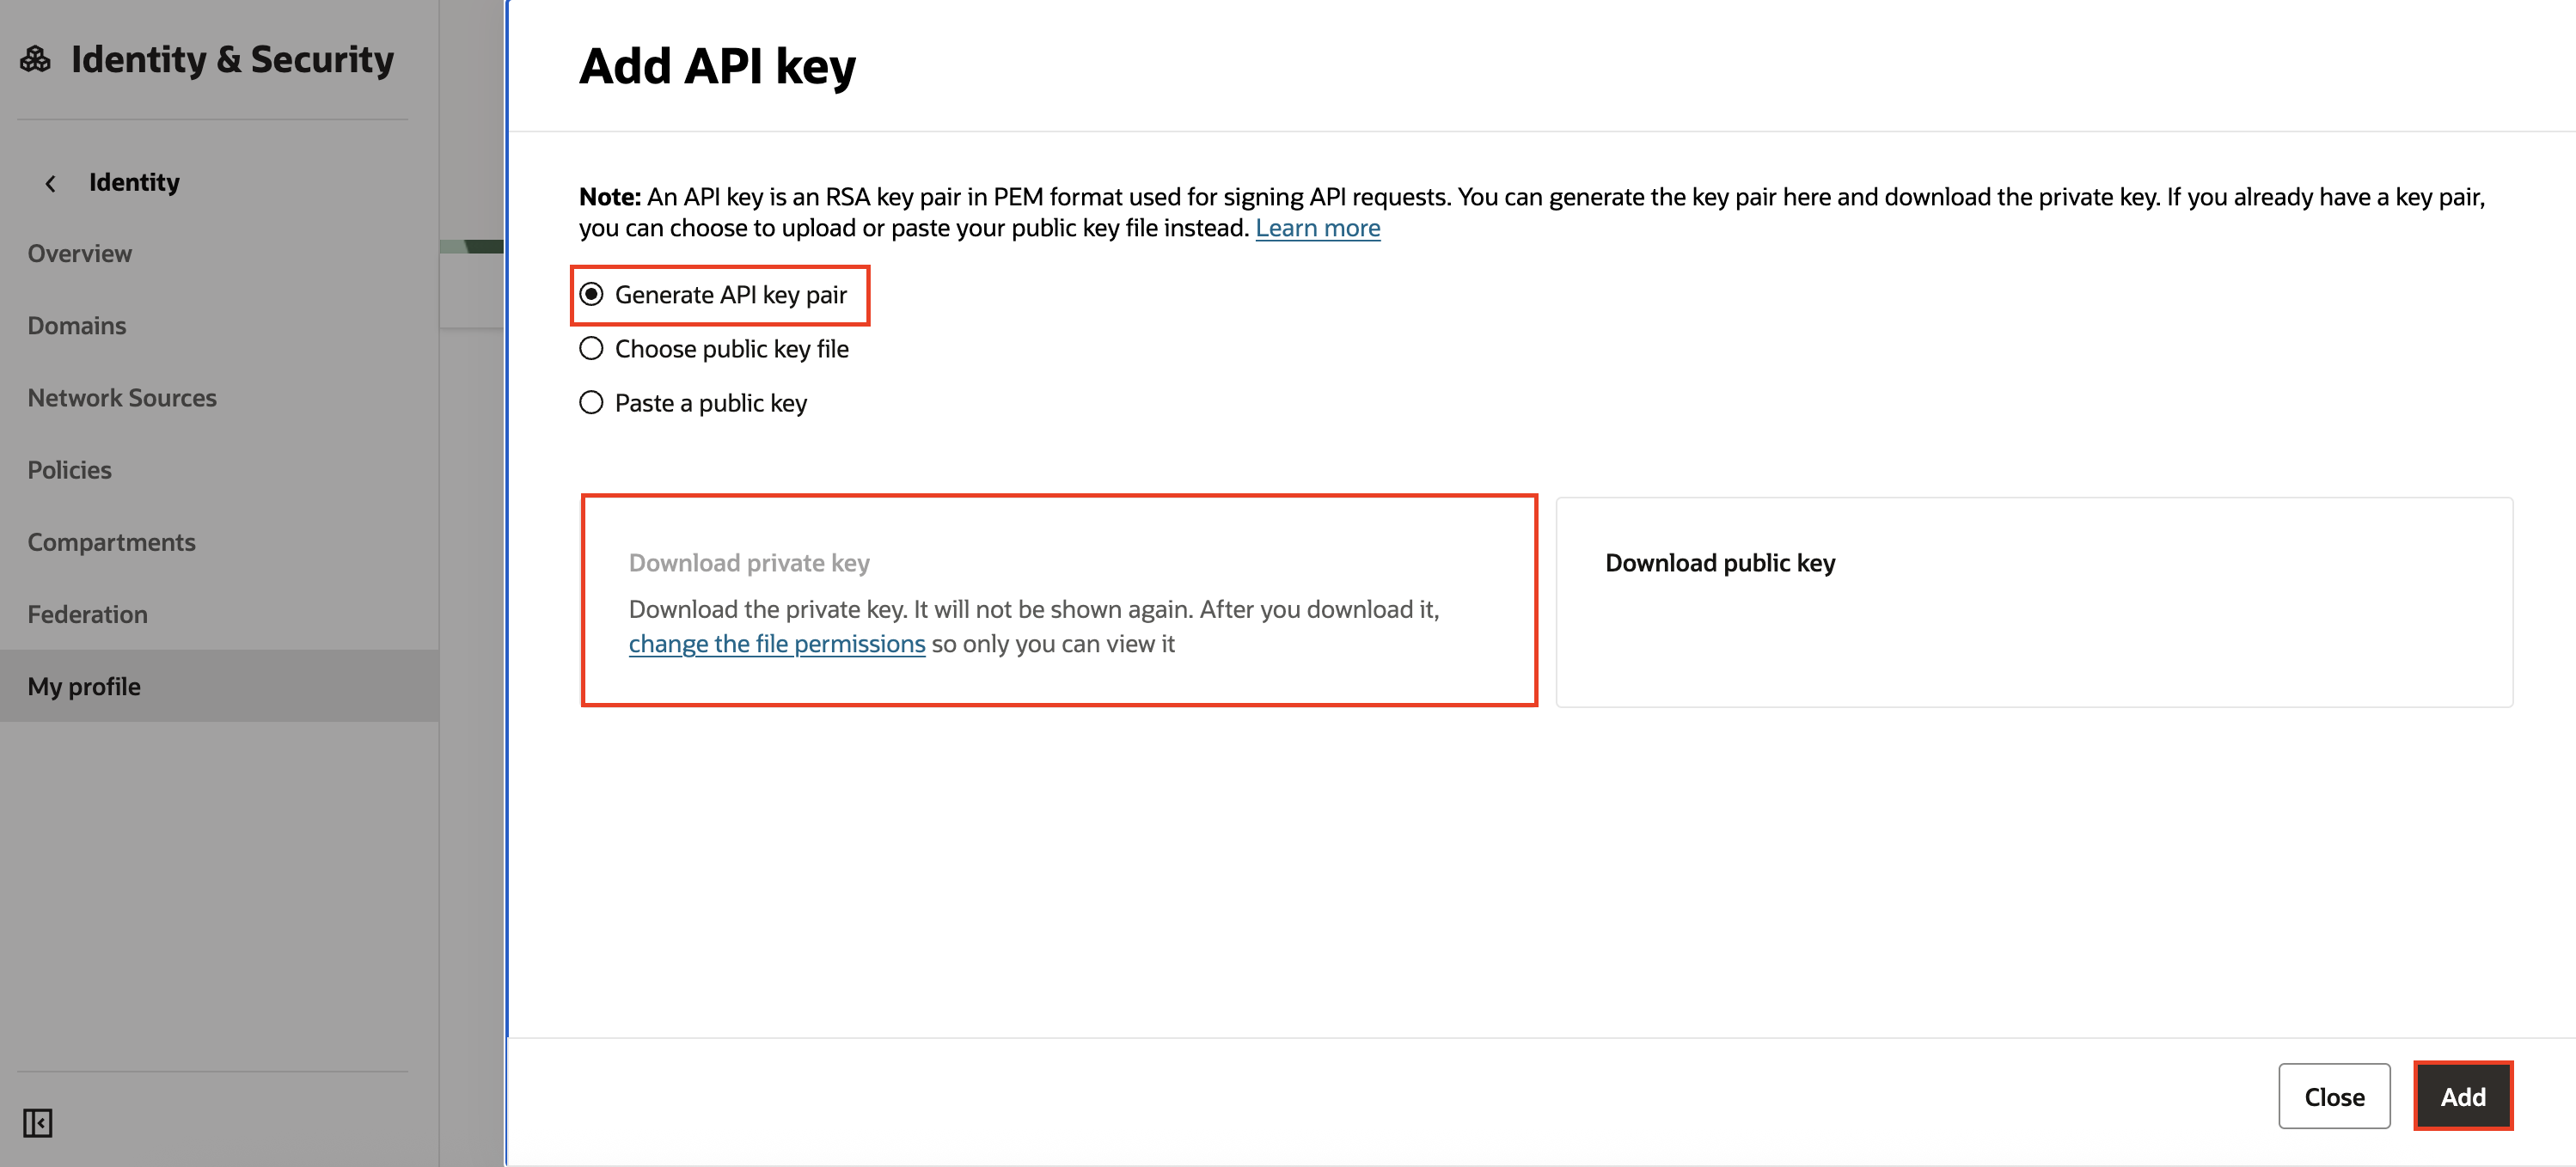 Identity & Security
Identity
Overview
Domains
Network Sources
Policies
Compartments
Federation
My profile
Add API key
Note: An API key is an RSA key pair in PEM format used for signing API requests. You can generate the key pair here and download the private key. If you already have a key pair,
you can choose to upload or paste your public key file instead. Learn more
Generate API key pair
Choose public key file
Paste a public key
Download private key
Download the private key. It will not be shown again. After you download it,
change the file permissions so only you can view it
Download public key
Close
Add